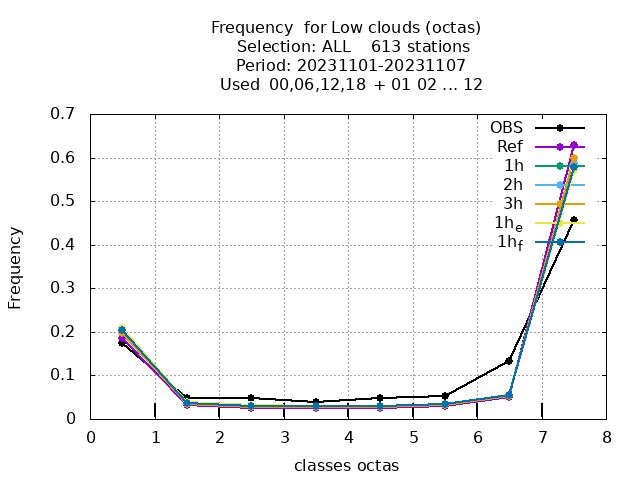 Frequency  for Low clouds (octas)
Selection: ALL    613 stations
Period: 20231101-20231107
Used  00,06,12,18  + 01 02 ... 12
0.7
0.6
0.5
0.4
0.3
0.2
0.1
0
Frequency
OBS
Ref
1h
2h
3h
1he
1hf
0 1 2 3 4 5 6 7 8
classes octas